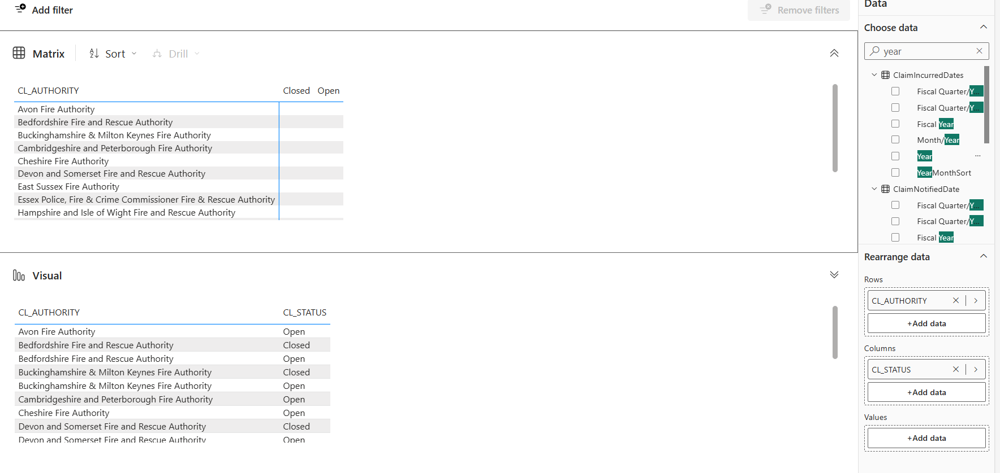 Add filter
Remove filters
Matrix
Sort
Drill
CL_AUTHORITY Closed Open
Avon Fire Authority
Bedfordshire Fire and Rescue Authority
Buckinghamshire & Milton Keynes Fire Authority
Cambridgeshire and Peterborough Fire Authority
Cheshire Fire Authority
Devon and Somerset Fire and Rescue Authority
East Sussex Fire Authority
Essex Police, Fire & Crime Commissioner Fire & Rescue Authority
Hampshire and Isle of Wight Fire and Rescue Authority
Visual
CL_AUTHORITY CL_STATUS
Avon Fire Authority Open
Bedfordshire Fire and Rescue Authority Closed
Bedfordshire Fire and Rescue Authority Open
Buckinghamshire & Milton Keynes Fire Authority Closed
Buckinghamshire & Milton Keynes Fire Authority Open
Cambridgeshire and Peterborough Fire Authority Open
Cheshire Fire Authority Open
Devon and Somerset Fire and Rescue Authority Closed
Devon and Somerset Fire and Rescue Authority Open
Data
Choose data
year
ClaimIncurredDates
Fiscal Quarter/Y...
Fiscal Quarter/Y...
Fiscal Year
Month/Year
Year ...
YearMonthSort
ClaimNotifiedDate
Fiscal Quarter/Y...
Fiscal Quarter/Y...
Fiscal Year
Rearrange data
Rows
CL_AUTHORITY
+Add data
Columns
CL_STATUS
+Add data
Values
+Add data